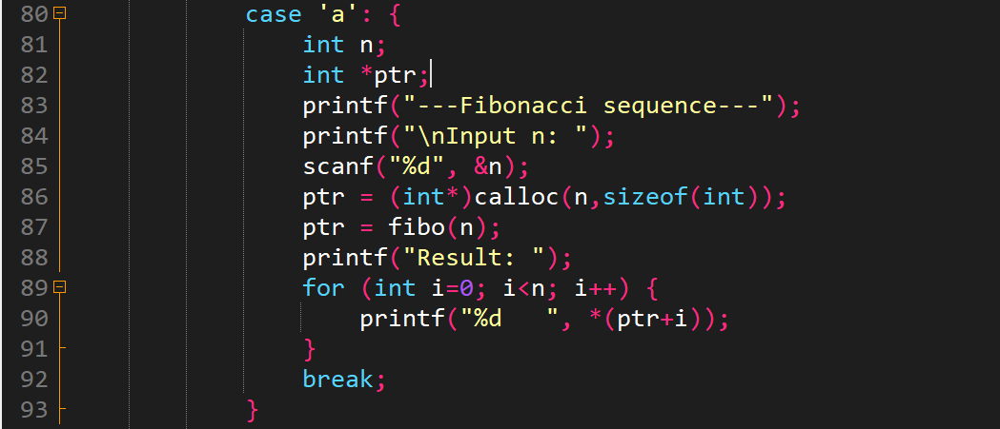 80 case 'a': {
81 int n;
82 int *ptr;
83 printf("---Fibonacci sequence---");
84 printf("\nInput n: ");
85 scanf("%d", &n);
86 ptr = (int*)calloc(n,sizeof(int));
87 ptr = fibo(n);
88 printf("Result: ");
89 for (int i=0; i<n; i++) {
90 printf("%d   ", *(ptr+i));
91 }
92 break;
93 }